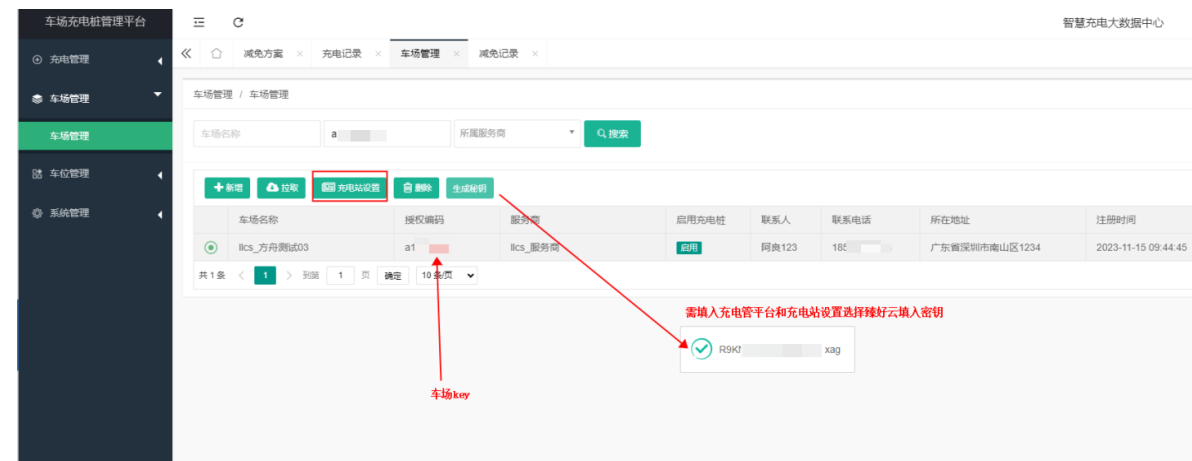 车场充电桩管理平台
智慧充电大数据中心
充电管理
车场管理
车场管理
车位管理
系统管理
减免方案 × 充电记录 × 车场管理 × 减免记录 ×
车场管理 / 车场管理
车场名称 a 所属服务商 搜索
新增 拉取 充电站设置 删除 生成秘钥
车场名称 授权编码 服务商 启用充电桩 联系人 联系电话 所在地址 注册时间
llcs_方舟测试03 a1 llcs_服务商 启用 阿良123 185 广东省深圳市南山区1234 2023-11-15 09:44:45
共 1 条 < 1 > 到第 1 页 确定 10 条/页
需填入充电管平台和充电站设置选择臻好云填入密钥
R9Kf xag
车场key